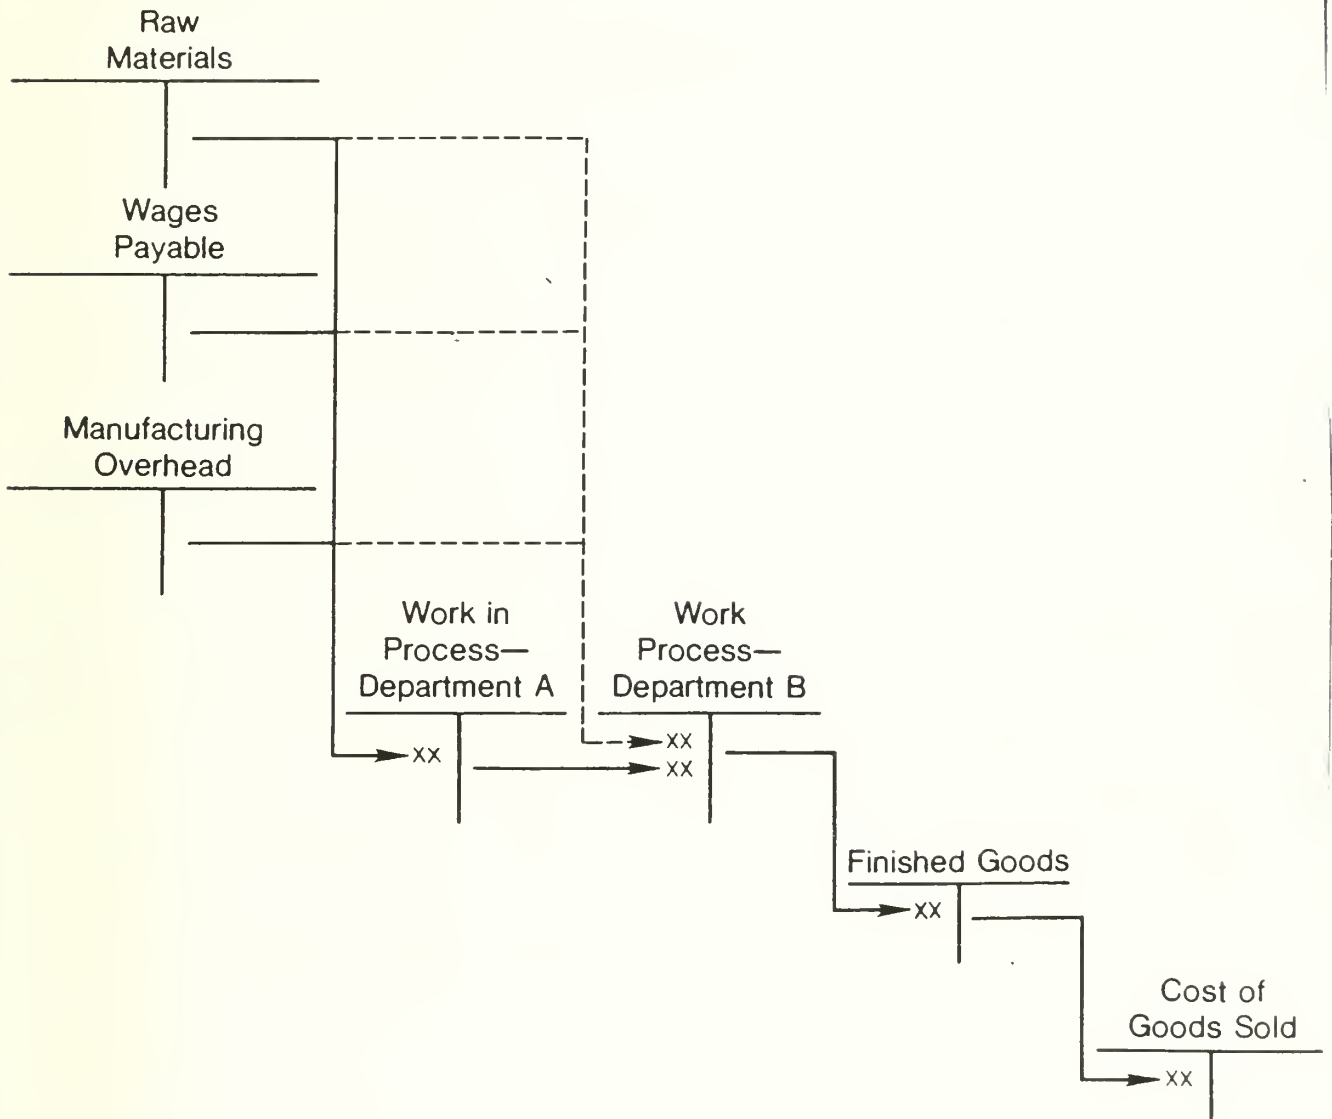 Raw
Materials
Wages
Payable
Manufacturing
Overhead
Work in
Process—
Department A
Work
Process—
Department B
XX
XX
XX
Finished Goods
XX
Cost of
Goods Sold
XX